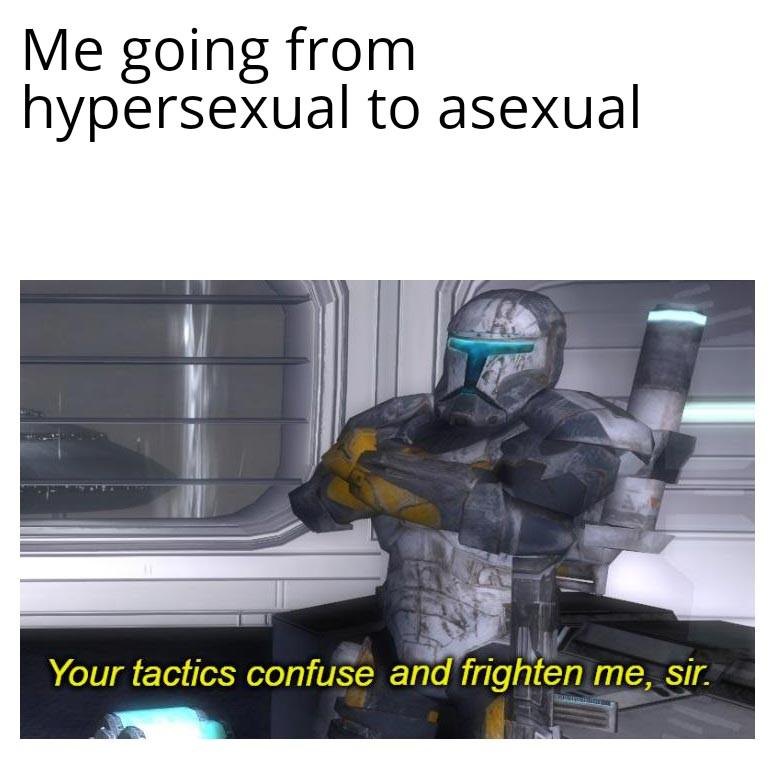 Me going from
hypersexual to asexual
Your tactics confuse and frighten me, sir.